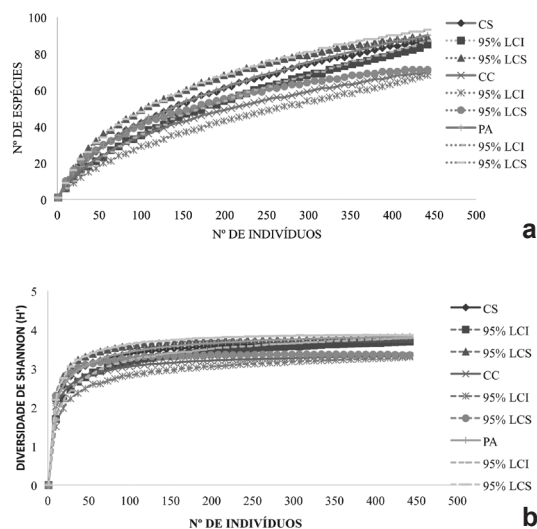 100
80
60
40
20
0
Nº DE ESPÉCIES
0 50 100 150 200 250 300 350 400 450 500
Nº DE INDIVÍDUOS
CS
95% LCI
95% LCS
CC
95% LCI
95% LCS
PA
95% LCI
95% LCS
a
5
4
3
2
1
0
DIVERSIDADE DE SHANNON (H')
0 50 100 150 200 250 300 350 400 450 500
Nº DE INDIVÍDUOS
CS
95% LCI
95% LCS
CC
95% LCI
95% LCS
PA
95% LCI
95% LCS
b